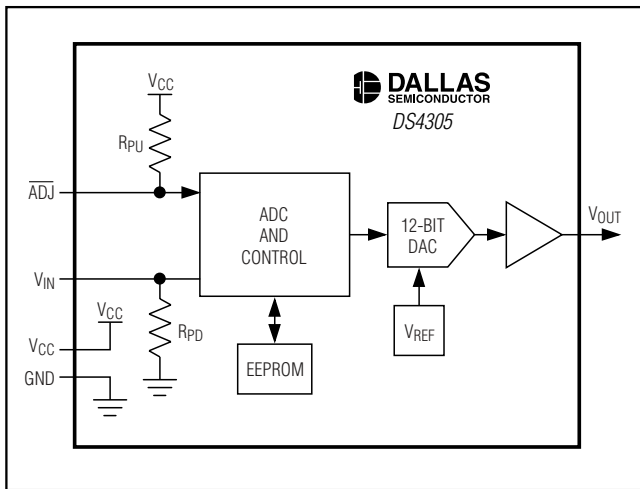 DALLAS
SEMICONDUCTOR
DS4305
VCC
RPU
ADJ
ADC
AND
CONTROL
12-BIT
DAC
VOUT
VIN
VCC
VCC
RPD
VREF
GND
EEPROM